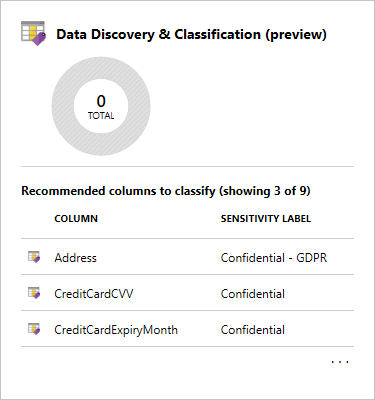 Data Discovery & Classification (preview)
0
TOTAL
Recommended columns to classify (showing 3 of 9)
COLUMN SENSITIVITY LABEL
Address Confidential - GDPR
CreditCardCVV Confidential
CreditCardExpiryMonth Confidential
...